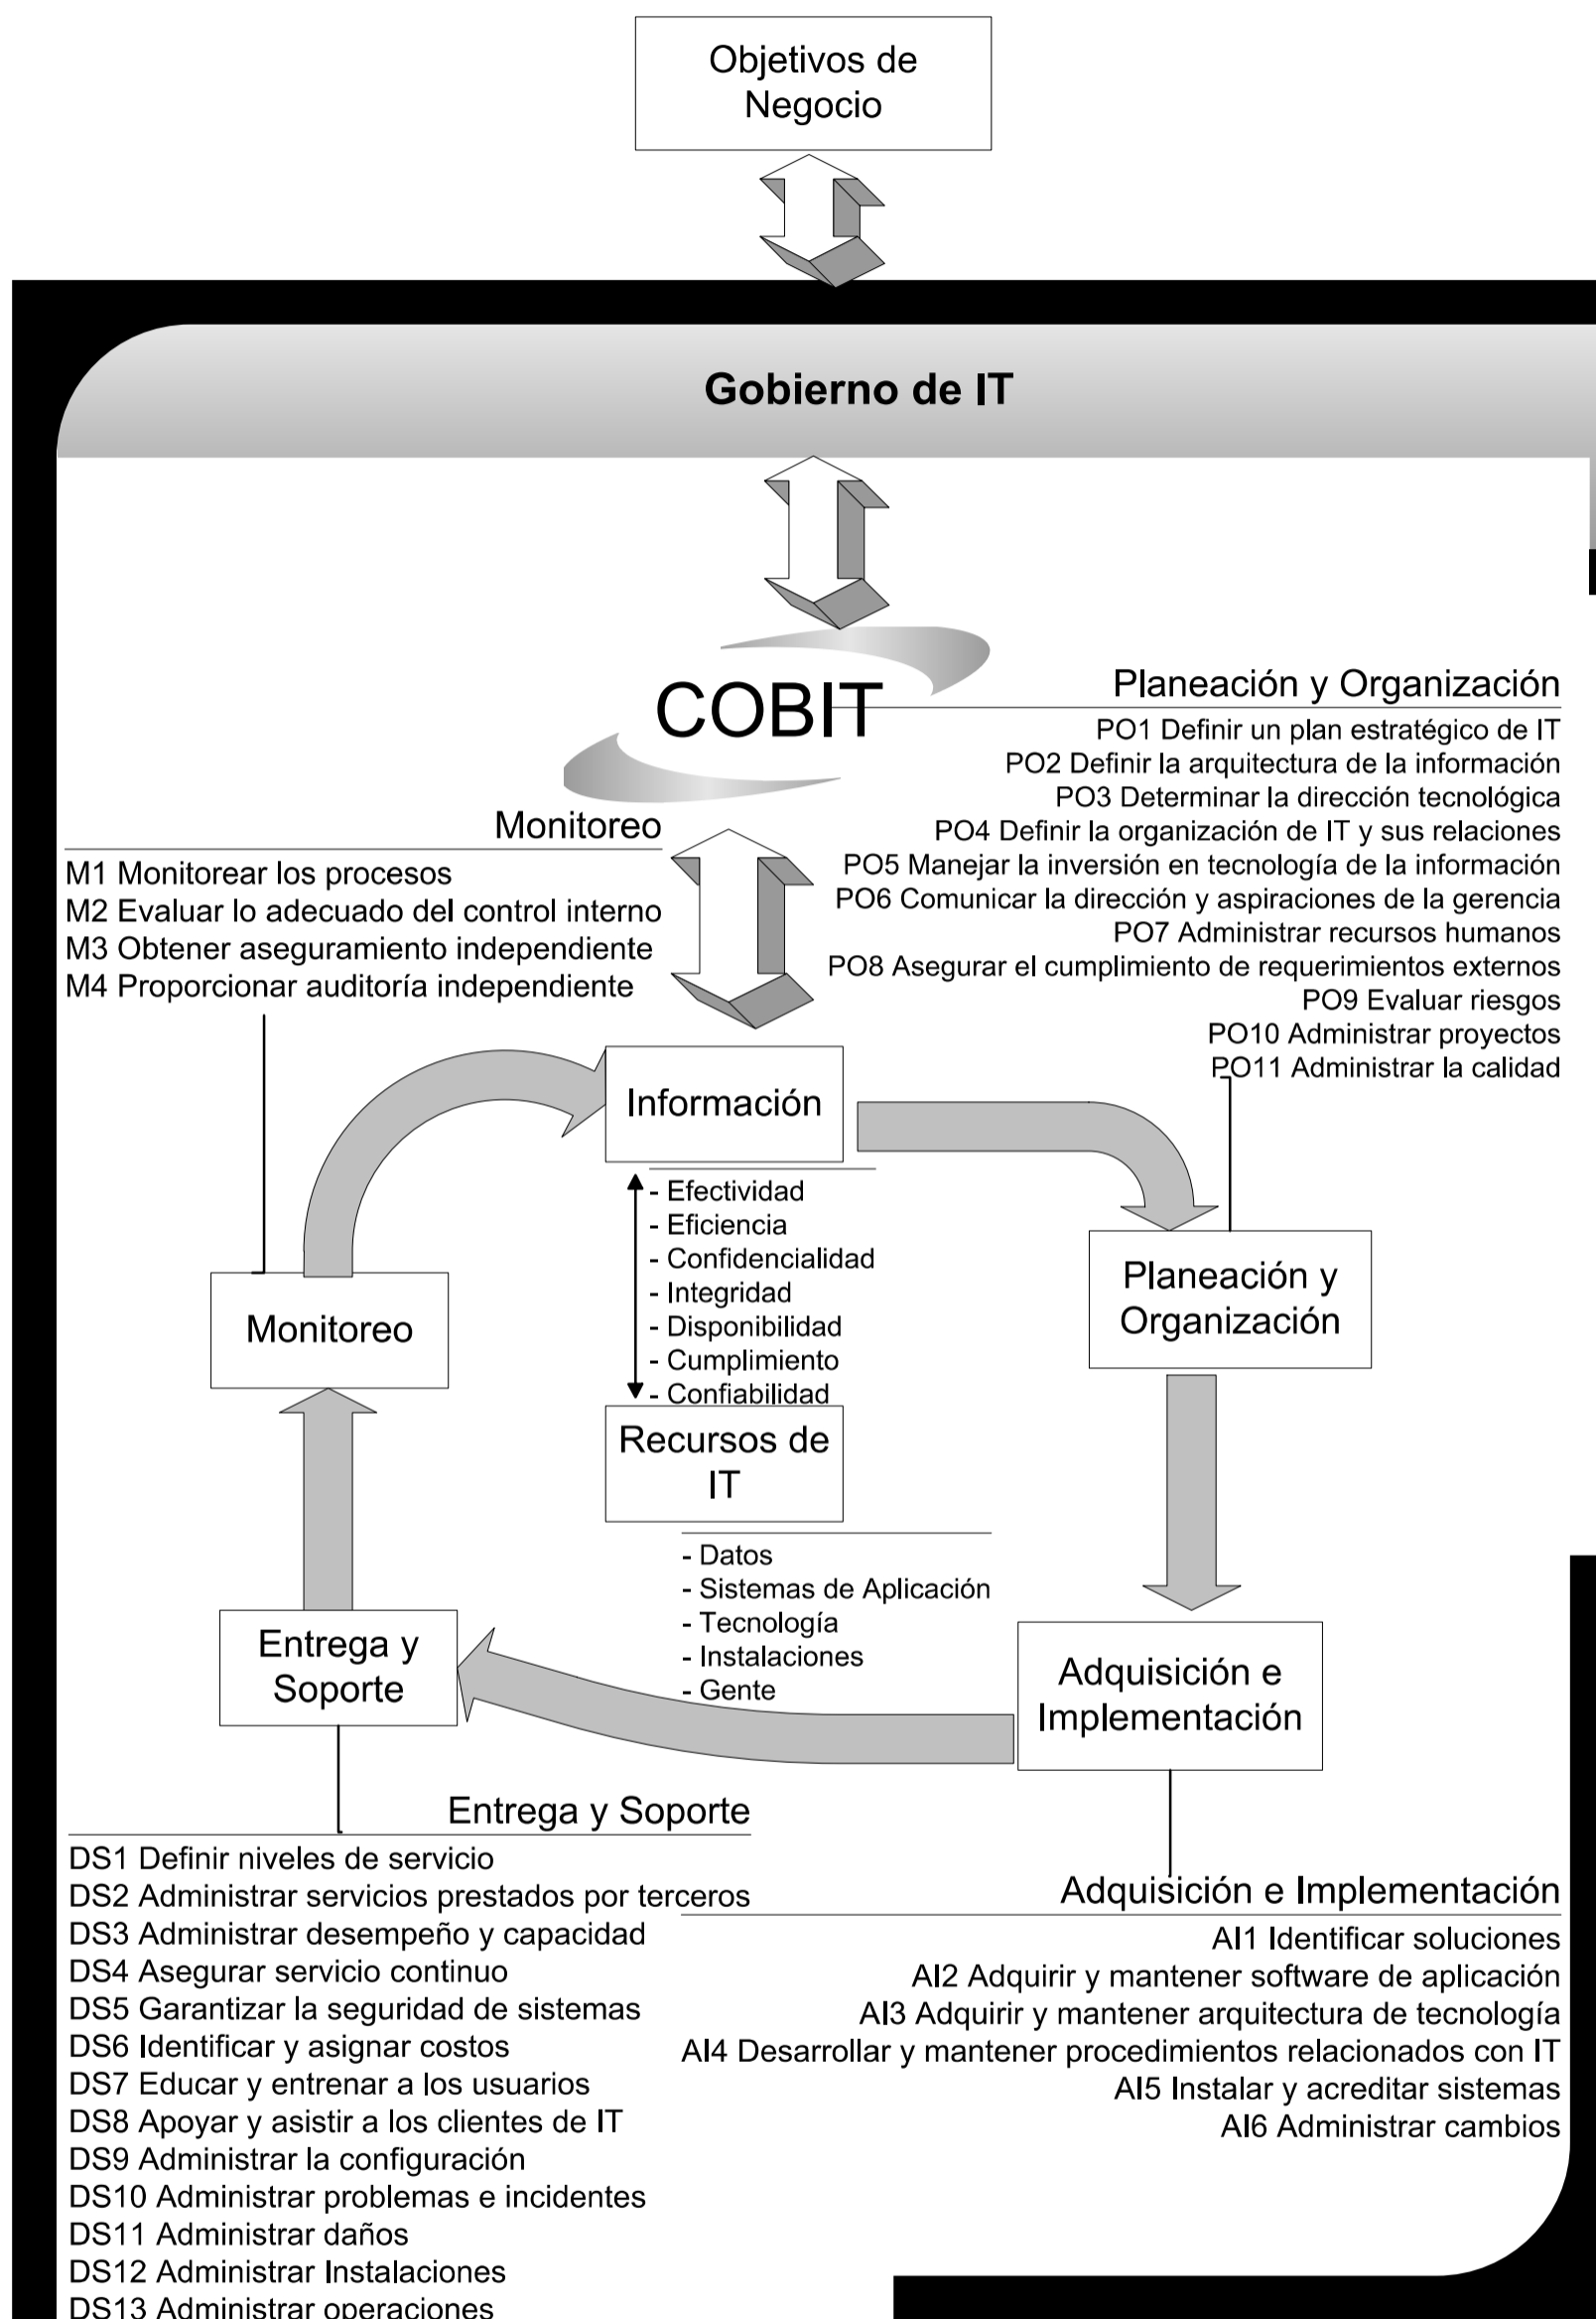 Objetivos de
Negocio
Gobierno de IT
COBIT
Planeación y Organización
PO1 Definir un plan estratégico de IT
PO2 Definir la arquitectura de la información
PO3 Determinar la dirección tecnológica
PO4 Definir la organización de IT y sus relaciones
PO5 Manejar la inversión en tecnología de la información
PO6 Comunicar la dirección y aspiraciones de la gerencia
PO7 Administrar recursos humanos
PO8 Asegurar el cumplimiento de requerimientos externos
PO9 Evaluar riesgos
PO10 Administrar proyectos
PO11 Administrar la calidad
Monitoreo
M1 Monitorear los procesos
M2 Evaluar lo adecuado del control interno
M3 Obtener aseguramiento independiente
M4 Proporcionar auditoría independiente
Información
- Efectividad
- Eficiencia
- Confidencialidad
- Integridad
- Disponibilidad
- Cumplimiento
- Confiabilidad
Planeación y
Organización
Monitoreo
Recursos de
IT
- Datos
- Sistemas de Aplicación
- Tecnología
- Instalaciones
- Gente
Entrega y
Soporte
Adquisición e
Implementación
Entrega y Soporte
DS1 Definir niveles de servicio
DS2 Administrar servicios prestados por terceros
DS3 Administrar desempeño y capacidad
DS4 Asegurar servicio continuo
DS5 Garantizar la seguridad de sistemas
DS6 Identificar y asignar costos
DS7 Educar y entrenar a los usuarios
DS8 Apoyar y asistir a los clientes de IT
DS9 Administrar la configuración
DS10 Administrar problemas e incidentes
DS11 Administrar daños
DS12 Administrar Instalaciones
DS13 Administrar operaciones
Adquisición e Implementación
AI1 Identificar soluciones
AI2 Adquirir y mantener software de aplicación
AI3 Adquirir y mantener arquitectura de tecnología
AI4 Desarrollar y mantener procedimientos relacionados con IT
AI5 Instalar y acreditar sistemas
AI6 Administrar cambios